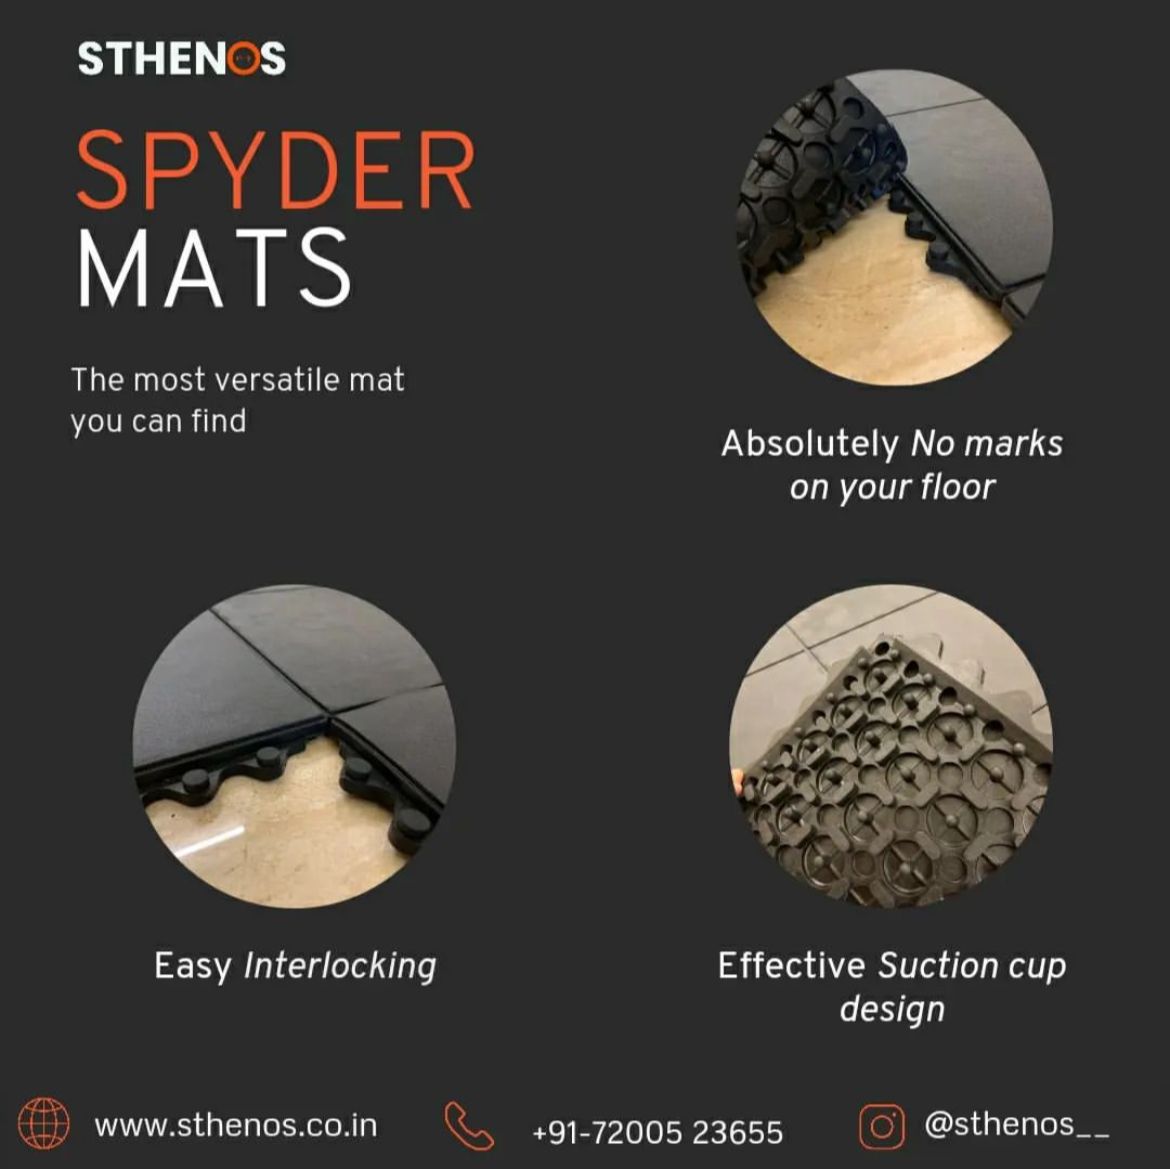 STHENOS
SPYDER
MATS
The most versatile mat
you can find
Absolutely No marks
on your floor
Easy Interlocking
Effective Suction cup
design
www.sthenos.co.in
+91-72005 23655
@sthenos__